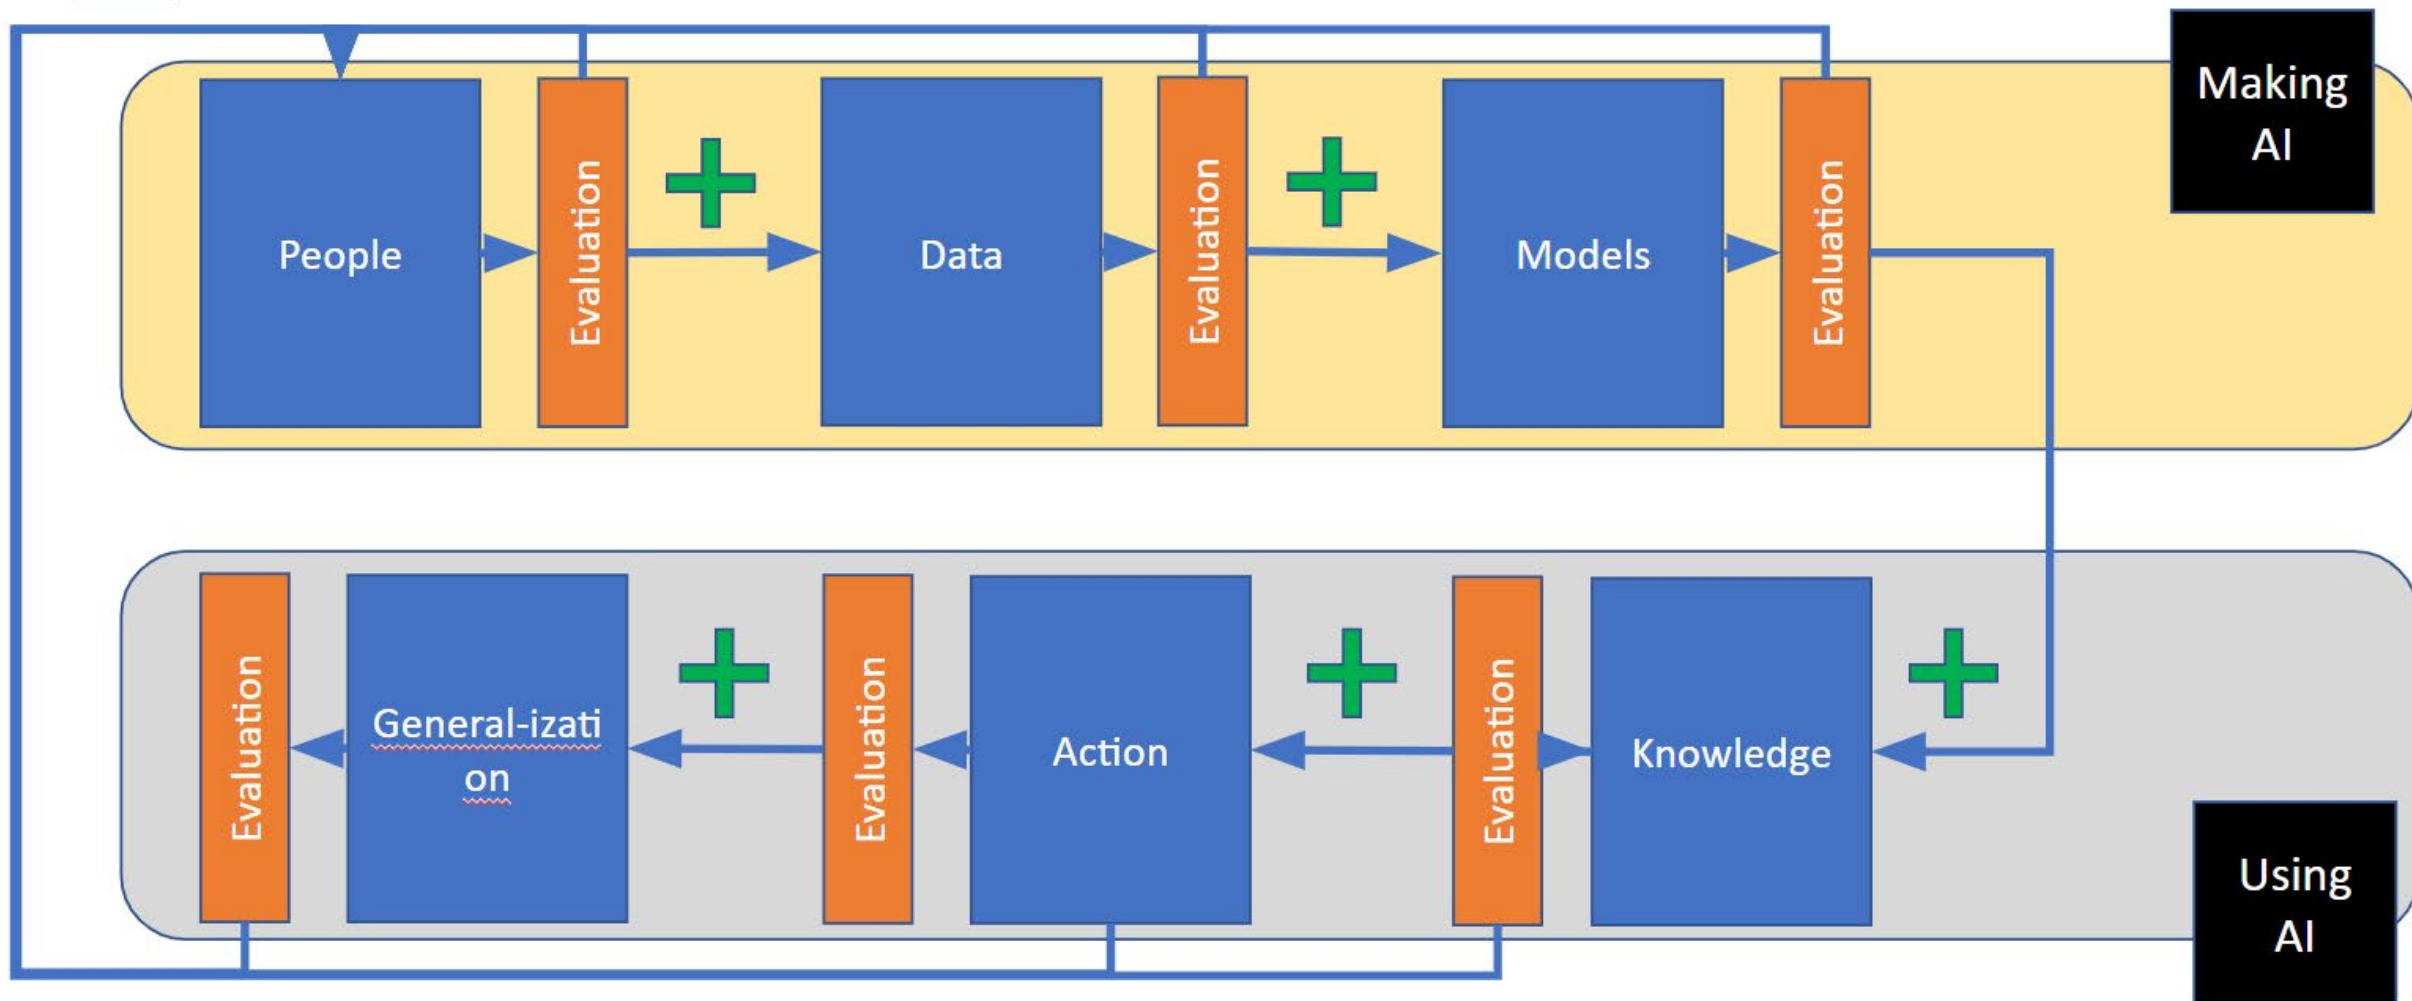 Making
AI
People
Evaluation
Data
Evaluation
Models
Evaluation
Evaluation
General-izati
on
Evaluation
Action
Evaluation
Knowledge
Using
AI